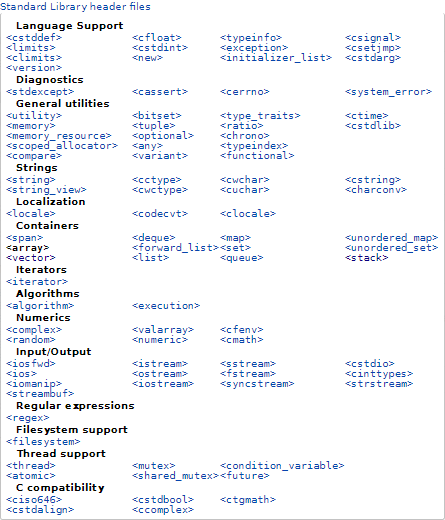 Standard Library header files
Language Support
<cstddef> <cfloat> <typeinfo> <csignal>
<limits> <cstdint> <exception> <csetjmp>
<climits> <new> <initializer_list> <cstdarg>
<version>
Diagnostics
<stdexcept> <cassert> <cerrno> <system_error>
General utilities
<utility> <bitset> <type_traits> <ctime>
<memory> <tuple> <ratio> <cstdlib>
<memory_resource> <optional> <chrono>
<scoped_allocator> <any> <typeindex>
<compare> <variant> <functional>
Strings
<string> <cctype> <cwchar> <cstring>
<string_view> <cwctype> <cuchar> <charconv>
Localization
<locale> <codecvt> <clocale>
Containers
<span> <deque> <map> <unordered_map>
<array> <forward_list> <set> <unordered_set>
<vector> <list> <queue> <stack>
Iterators
<iterator>
Algorithms
<algorithm> <execution>
Numerics
<complex> <valarray> <cfenv>
<random> <numeric> <cmath>
Input/Output
<iosfwd> <istream> <sstream> <cstdio>
<ios> <ostream> <fstream> <cinttypes>
<iomanip> <iostream> <syncstream> <strstream>
<streambuf>
Regular expressions
<regex>
Filesystem support
<filesystem>
Thread support
<thread> <mutex> <condition_variable>
<atomic> <shared_mutex> <future>
C compatibility
<ciso646> <cstdbool> <ctgmath>
<cstdalign> <ccomplex>